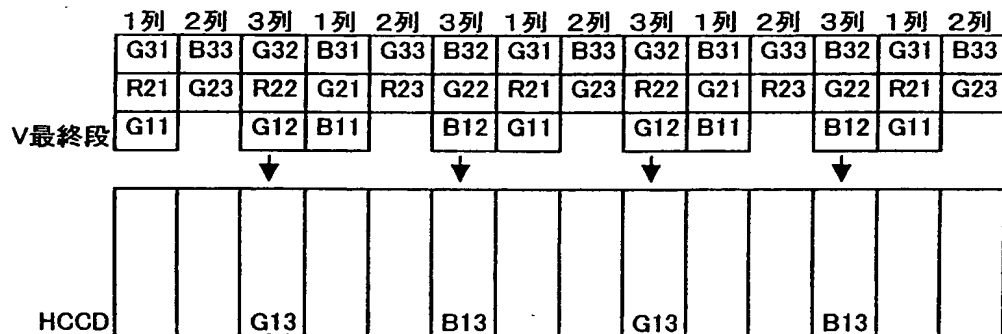 1列 2列 3列 1列 2列 3列 1列 2列 3列 1列 2列 3列 1列 2列
G31 B33 G32 B31 G33 B32 G31 B33 G32 B31 G33 B32 G31 B33
R21 G23 R22 G21 R23 G22 R21 G23 R22 G21 R23 G22 R21 G23
V最終段 G11 G12 B11 B12 G11 G12 B11 B12 G11
HCCD G13 B13 G13 B13